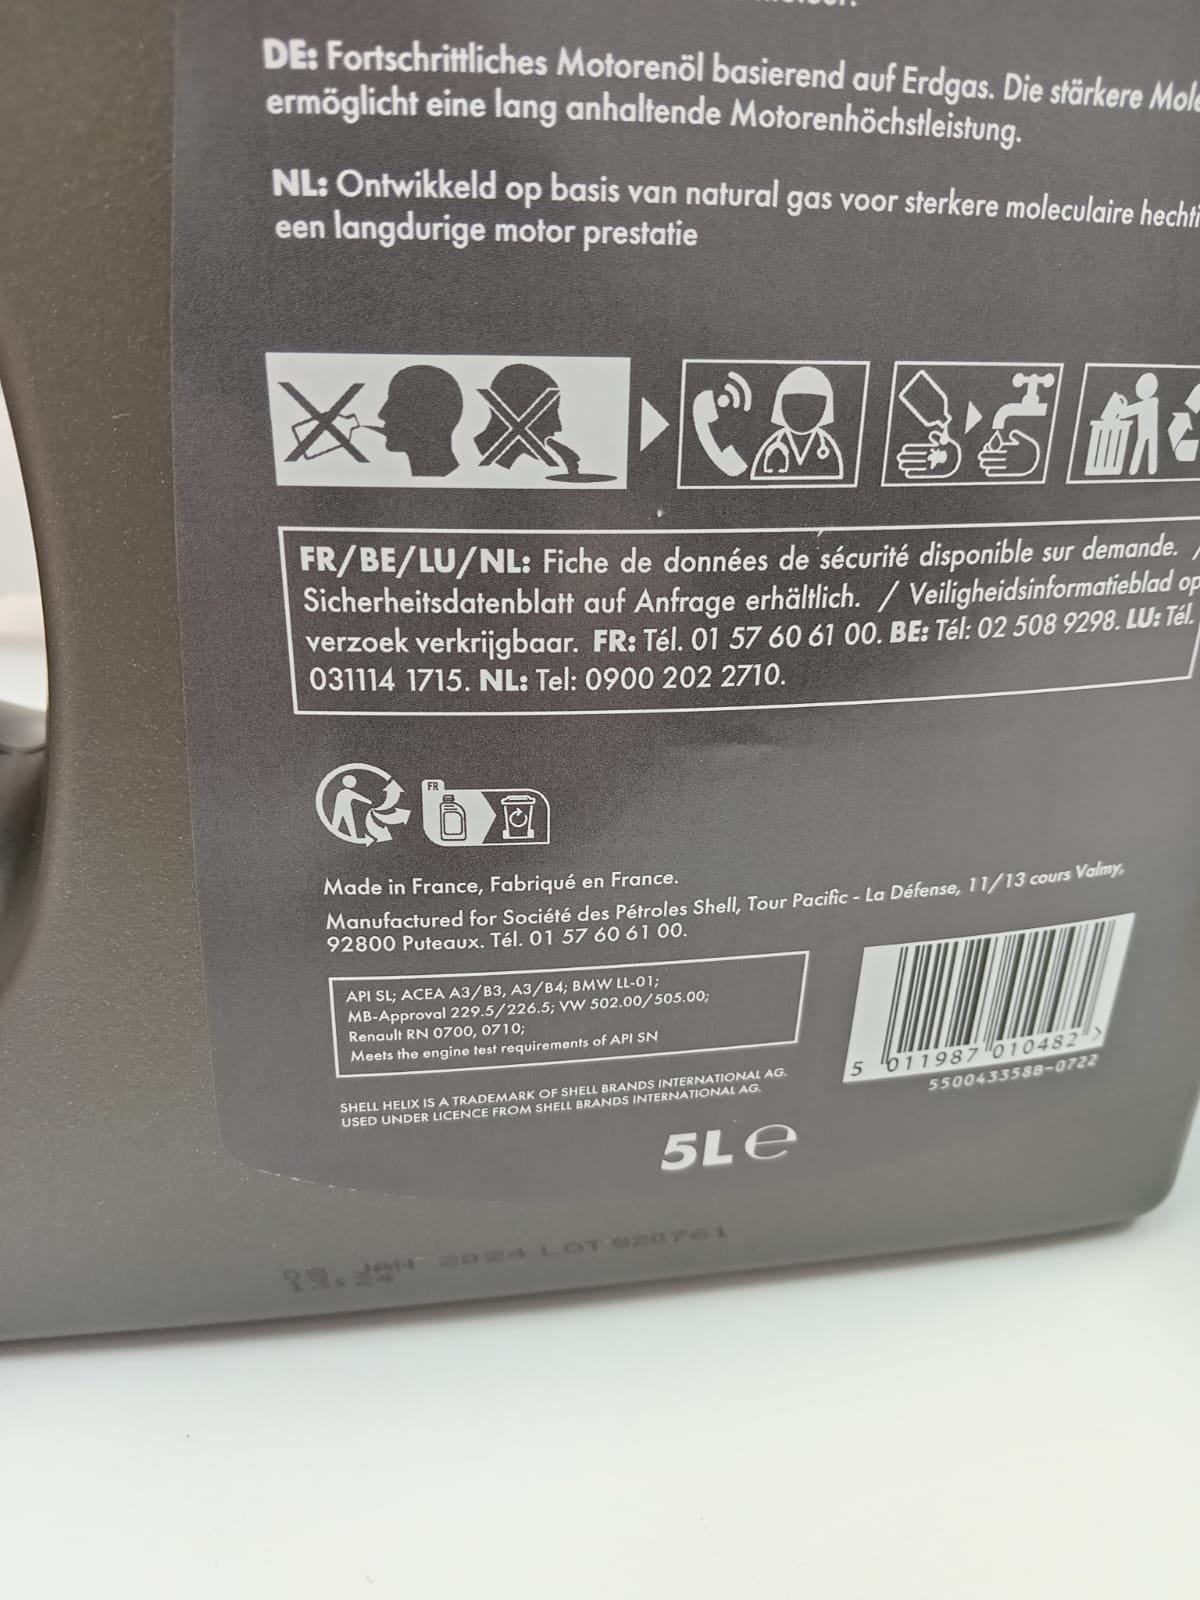 DE: Fortschrittliches Motorenöl basierend auf Erdgas. Die stärkere
ermöglicht eine lang anhaltende Motorenhöchstleistung.
NL: Ontwikkeld op basis van natural gas voor sterkere moleculaire
een langdurige motor prestatie
FR/BE/LU/NL: Fiche de données de sécurité disponible sur demande. /
Sicherheitsdatenblatt auf Anfrage erhältlich. / Veiligheidsinformatieblad op
verzoek verkrijgbaar. FR: Tél. 01 57 60 61 00. BE: Tél: 02 508 9298. LU: Tél.
031114 1715. NL: Tel: 0900 202 2710.
FR
Made in France, Fabriqué en France.
Manufactured for Société des Pétroles Shell, Tour Pacific - La Défense, 11/13 cours Valmy,
92800 Puteaux. Tél. 01 57 60 61 00.
API SL; ACEA A3/B3, A3/B4; BMW LL-01;
MB-Approval 229.5/226.5; VW 502.00/505.00;
Renault RN 0700, 0710;
Meets the engine test requirements of API SN
5 011987 010482 >
550043358B-0722
SHELL HELIX IS A TRADEMARK OF SHELL BRANDS INTERNATIONAL AG.
USED UNDER LICENCE FROM SHELL BRANDS INTERNATIONAL AG.
5L e
JAN 2024 LOT 820761